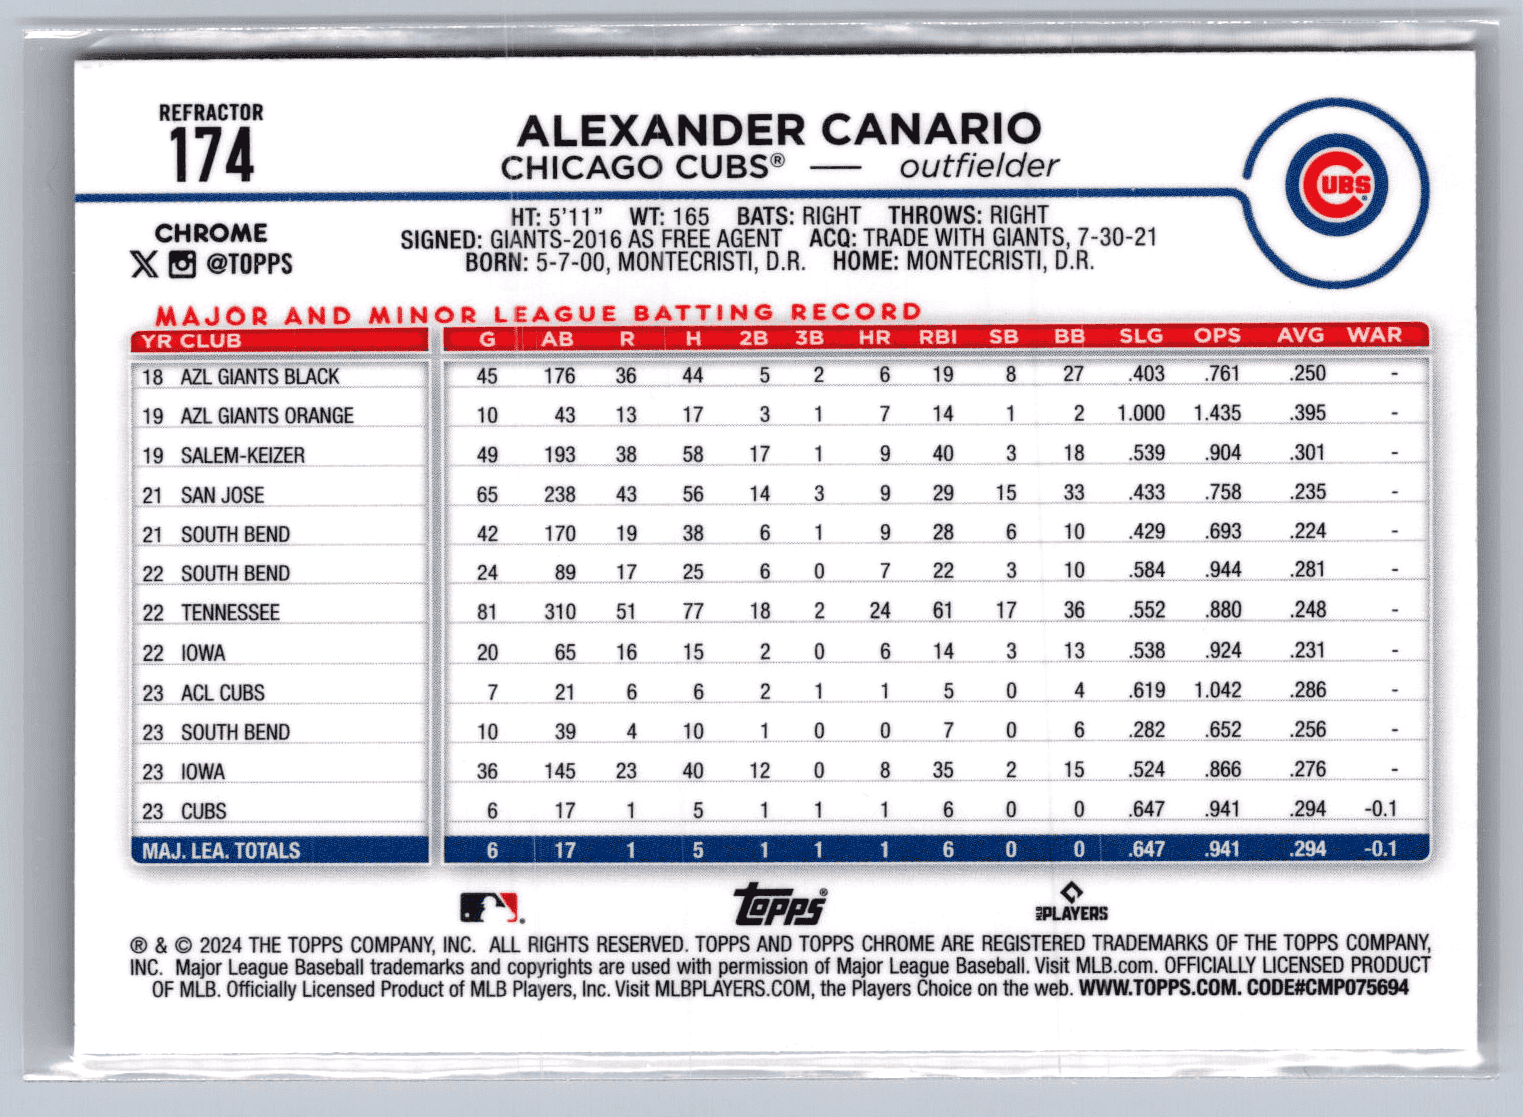 REFRACTOR
174
ALEXANDER CANARIO
CHICAGO CUBS® — outfielder
CUBS®
CHROME
X @TOPPS
HT: 5'11" WT: 165 BATS: RIGHT THROWS: RIGHT
SIGNED: GIANTS-2016 AS FREE AGENT ACQ: TRADE WITH GIANTS, 7-30-21
BORN: 5-7-00, MONTECRISTI, D.R. HOME: MONTECRISTI, D.R.
MAJOR AND MINOR LEAGUE BATTING RECORD
YR CLUB G AB R H 2B 3B HR RBI SB BB SLG OPS AVG WAR
18 AZL GIANTS BLACK 45 176 36 44 5 2 6 19 8 27 .403 .761 .250 -
19 AZL GIANTS ORANGE 10 43 13 17 3 1 7 14 1 2 1.000 1.435 .395 -
19 SALEM-KEIZER 49 193 38 58 17 1 9 40 3 18 .539 .904 .301 -
21 SAN JOSE 65 238 43 56 14 3 9 29 15 33 .433 .758 .235 -
21 SOUTH BEND 42 170 19 38 6 1 9 28 6 10 .429 .693 .224 -
22 SOUTH BEND 24 89 17 25 6 0 7 22 3 10 .584 .944 .281 -
22 TENNESSEE 81 310 51 77 18 2 24 61 17 36 .552 .880 .248 -
22 IOWA 20 65 16 15 2 0 6 14 3 13 .538 .924 .231 -
23 ACL CUBS 7 21 6 6 2 1 1 5 0 4 .619 1.042 .286 -
23 SOUTH BEND 10 39 4 10 1 0 0 7 0 6 .282 .652 .256 -
23 IOWA 36 145 23 40 12 0 8 35 2 15 .524 .866 .276 -
23 CUBS 6 17 1 5 1 1 1 6 0 0 .647 .941 .294 -0.1
MAJ. LEA. TOTALS 6 17 1 5 1 1 1 6 0 0 .647 .941 .294 -0.1
topps®
MLB PLAYERS
® & © 2024 THE TOPPS COMPANY, INC. ALL RIGHTS RESERVED. TOPPS AND TOPPS CHROME ARE REGISTERED TRADEMARKS OF THE TOPPS COMPANY,
INC. Major League Baseball trademarks and copyrights are used with permission of Major League Baseball. Visit MLB.com. OFFICIALLY LICENSED PRODUCT
OF MLB. Officially Licensed Product of MLB Players, Inc. Visit MLBPLAYERS.COM, the Players Choice on the web. WWW.TOPPS.COM. CODE#CMP075694